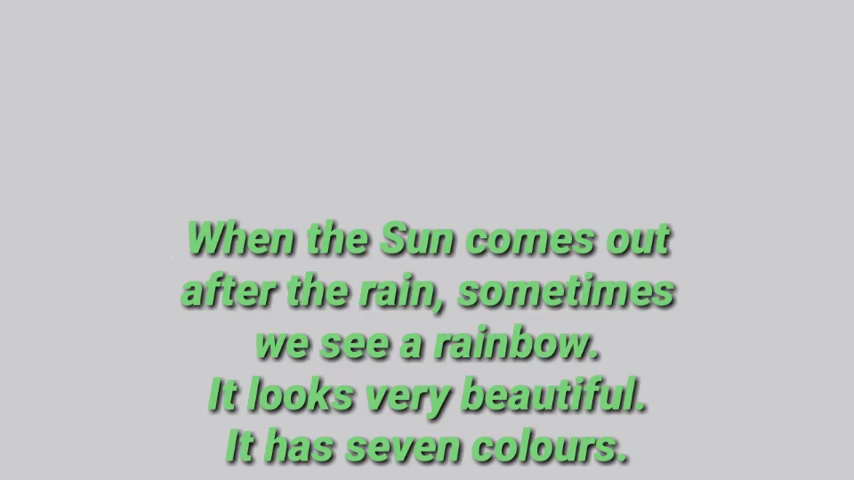 When the Sun comes out
after the rain, sometimes
we see a rainbow.
It looks very beautiful.
It has seven colours.